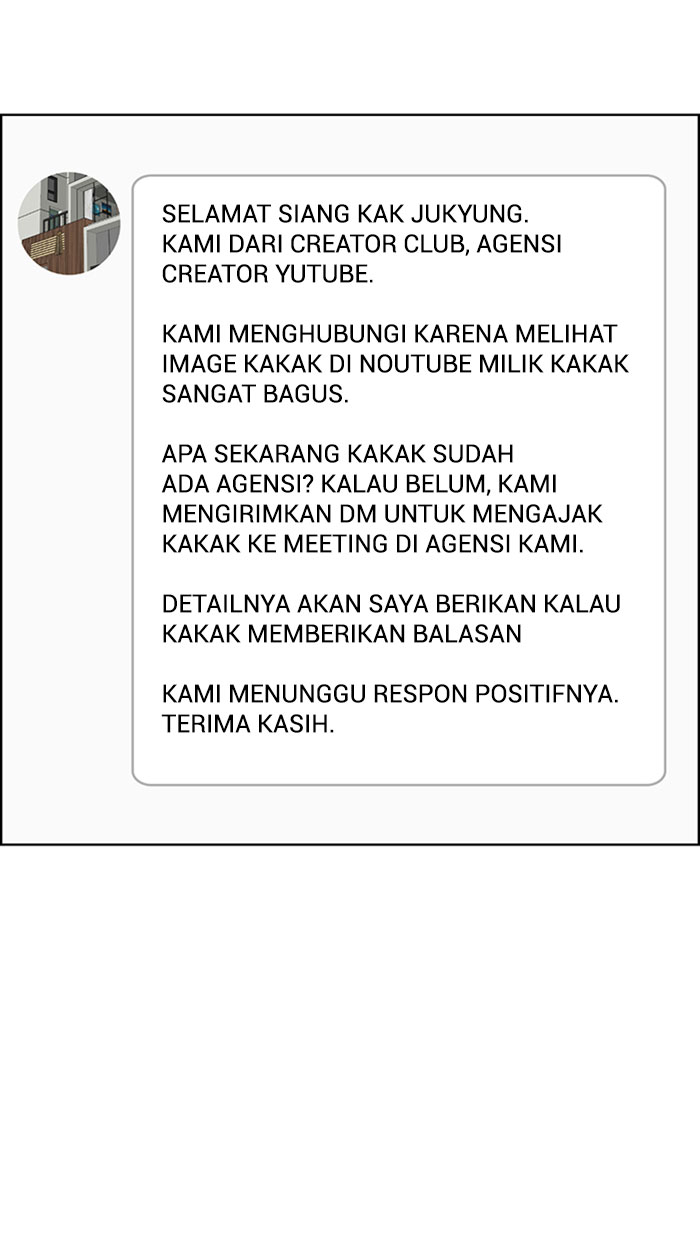 SELAMAT SIANG KAK JUKYUNG.
KAMI DARI CREATOR CLUB, AGENSI
CREATOR YUTUBE.
KAMI MENGHUBUNGI KARENA MELIHAT
IMAGE KAKAK DI NOUTUBE MILIK KAKAK
SANGAT BAGUS.
APA SEKARANG KAKAK SUDAH
ADA AGENSI? KALAU BELUM, KAMI
MENGIRIMKAN DM UNTUK MENGAJAK
KAKAK KE MEETING DI AGENSI KAMI.
DETAILNYA AKAN SAYA BERIKAN KALAU
KAKAK MEMBERIKAN BALASAN
KAMI MENUNGGU RESPON POSITIFNYA.
TERIMA KASIH.